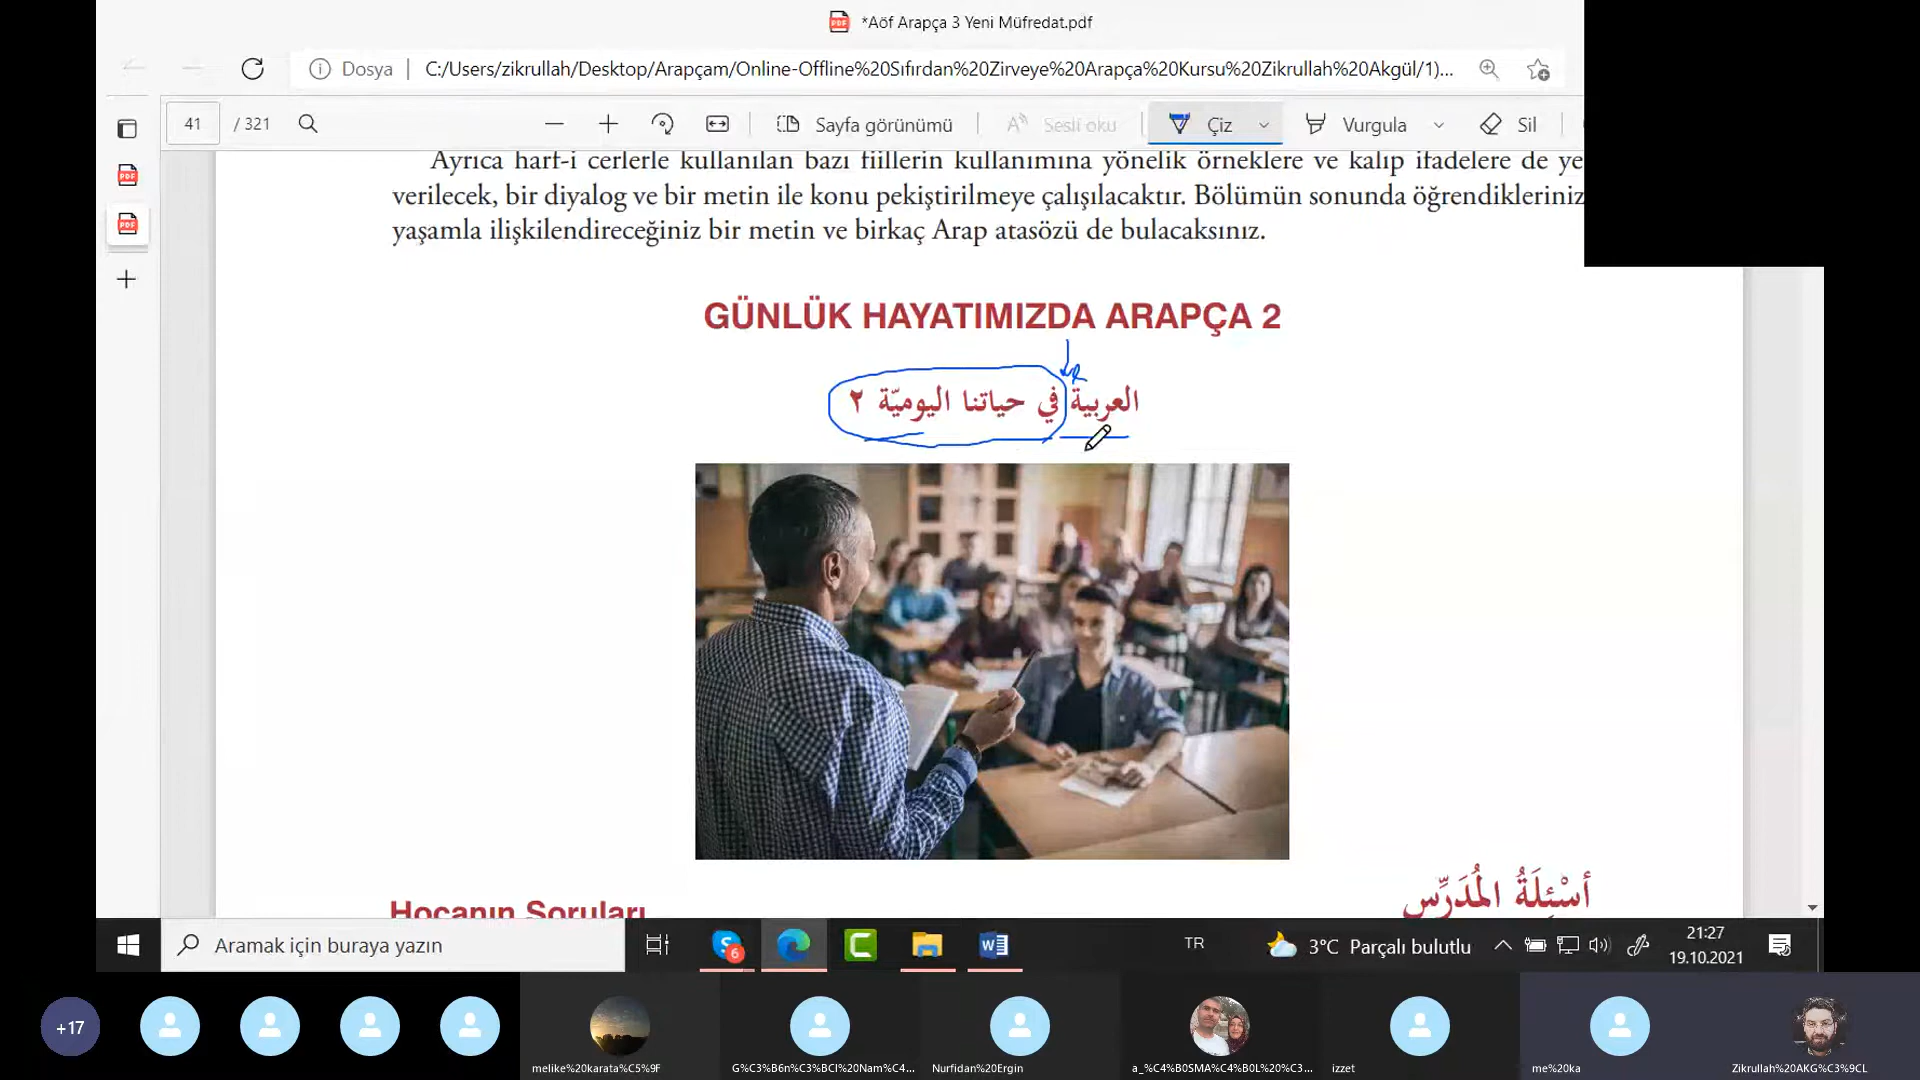 *Aöf Arapça 3 Yeni Müfredat.pdf
Dosya | C:/Users/zikrullah/Desktop/Arapçam/Online-Offline%20Sıfırdan%20Zirveye%20Arapça%20Kursu%20Zikrullah%20Akgül/1)...
41 / 321 Sayfa görünümü Sesli oku Çiz Vurgula Sil
Ayrıca harf-i cerlerle kullanılan bazı fiillerin kullanımına yönelik örneklere ve kalıp ifadelere de ye
verilecek, bir diyalog ve bir metin ile konu pekiştirilmeye çalışılacaktır. Bölümün sonunda öğrendikleriniz
yaşamla ilişkilendireceğiniz bir metin ve birkaç Arap atasözü de bulacaksınız.
GÜNLÜK HAYATIMIZDA ARAPÇA 2
العربية في حياتنا اليوميّة ٢
Hocanın Soruları
أسْئِلَةُ المُدَرِّس
Aramak için buraya yazın
6
TR
3°C Parçalı bulutlu
21:27
19.10.2021
+17
melike%20karata%C5%9F
G%C3%B6n%C3%BCl%20Nam%C4...
Nurfidan%20Ergin
a_%C4%B0SMA%C4%B0L%20%C3...
izzet
me%20ka
Zikrullah%20AKG%C3%9CL